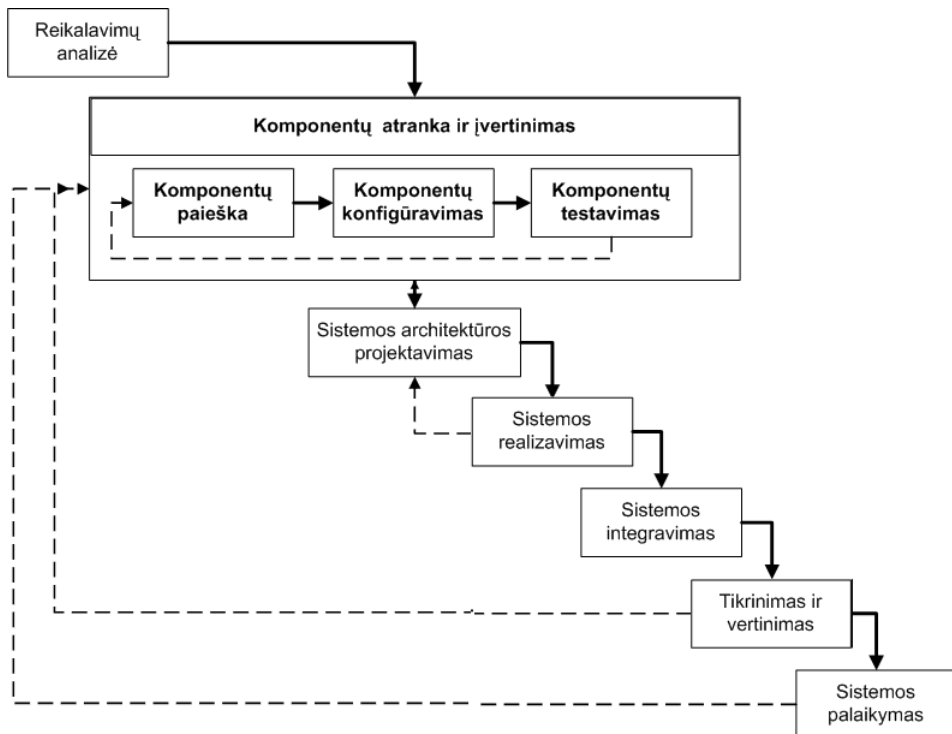 Reikalavimų
analizė
Komponentų atranka ir įvertinimas
Komponentų
paieška
Komponentų
konfigūravimas
Komponentų
testavimas
Sistemos architektūros
projektavimas
Sistemos
realizavimas
Sistemos
integravimas
Tikrinimas ir
vertinimas
Sistemos
palaikymas